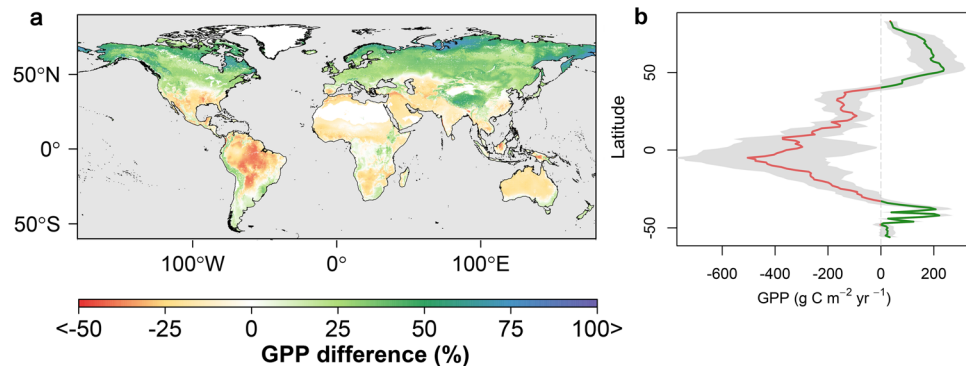 a
50°N
0°
50°S
100°W 0° 100°E
<-50 -25 0 25 50 75 100>
GPP difference (%)
b
Latitude
50
0
-50
-600 -400 -200 0 200
GPP (g C m⁻² yr⁻¹)